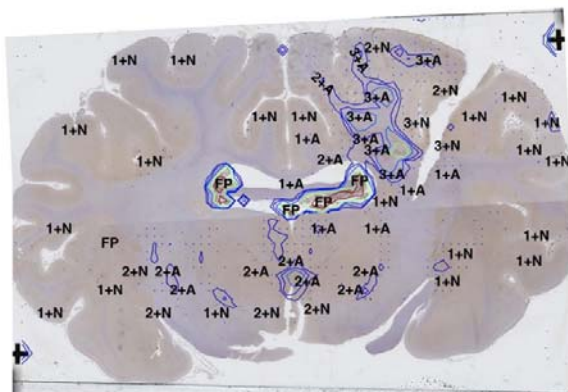 2+N
1+N 1+N 3+A 3+A
2+A 2+N
3+A 1+N
1+N 1+N 1+N 3+A 3+N 1+N
1+N 1+A 3+A 3+N 1+N
1+N 2+A 1+N
FP 1+A FP 3+A 1+A
1+A
FP FP 1+N
1+N 1+A 1+A 1+N
FP 1+N
2+N 2+A 2+A 2+A 2+A 1+N
1+N 2+A 2+A 2+A 1+N
1+N 2+N 1+N 2+N 2+N 1+N